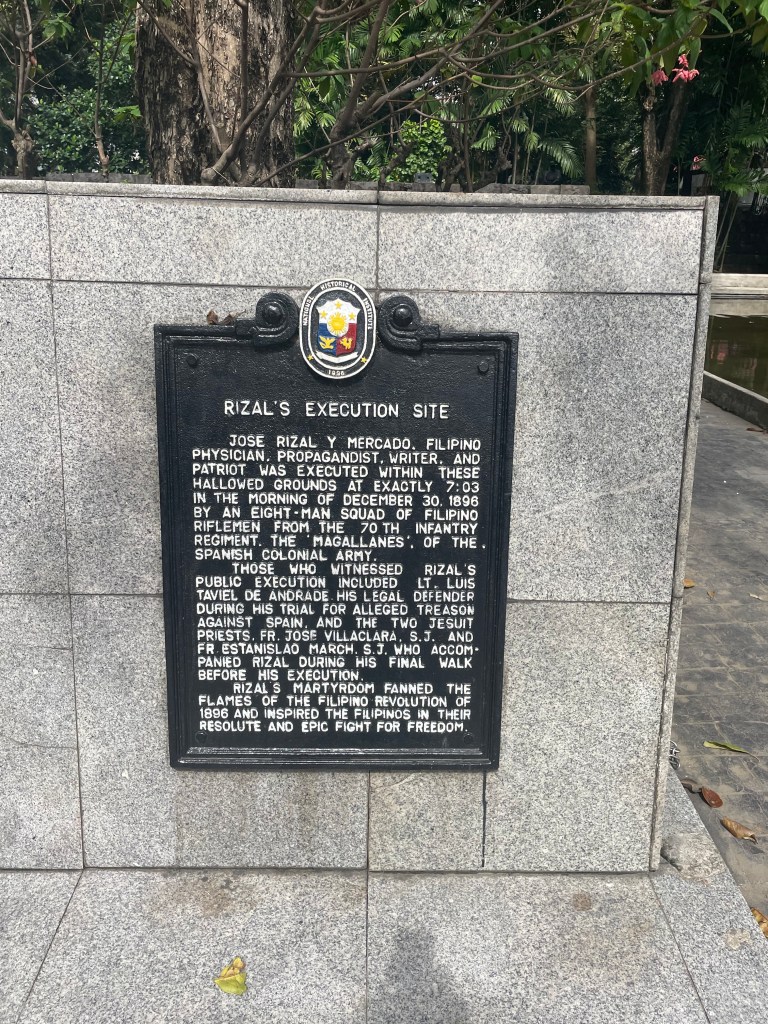 NATIONAL HISTORICAL INSTITUTE
RIZAL'S EXECUTION SITE
JOSE RIZAL Y MERCADO, FILIPINO
PHYSICIAN, PROPAGANDIST, WRITER, AND
PATRIOT WAS EXECUTED WITHIN THESE
HALLOWED GROUNDS AT EXACTLY 7:03
IN THE MORNING OF DECEMBER 30, 1896
BY AN EIGHT-MAN SQUAD OF FILIPINO
RIFLEMEN FROM THE 70TH INFANTRY
REGIMENT, THE 'MAGALLANES', OF THE
SPANISH COLONIAL ARMY.
THOSE WHO WITNESSED RIZAL'S
PUBLIC EXECUTION INCLUDED LT. LUIS
TAVIEL DE ANDRADE, HIS LEGAL DEFENDER
DURING HIS TRIAL FOR ALLEGED TREASON
AGAINST SPAIN, AND THE TWO JESUIT
PRIESTS, FR. JOSE VILLACLARA, S.J. AND
FR. ESTANISLAO MARCH, S.J. WHO ACCOM-
PANIED RIZAL DURING HIS FINAL WALK
BEFORE HIS EXECUTION.
RIZAL'S MARTYRDOM FANNED THE
FLAMES OF THE FILIPINO REVOLUTION OF
1896 AND INSPIRED THE FILIPINOS IN THEIR
RESOLUTE AND EPIC FIGHT FOR FREEDOM.